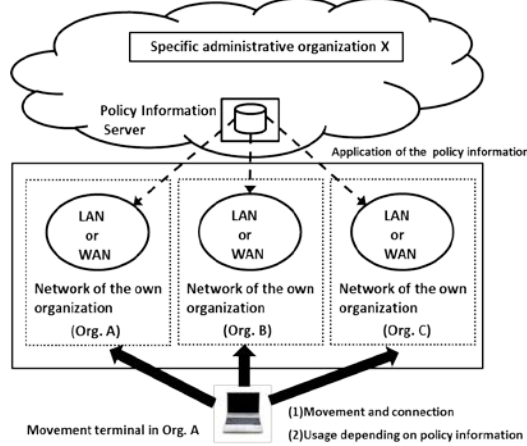 Specific administrative organization X
Policy Information
Server
Application of the policy information
LAN
or
WAN
Network of the own
organization
(Org. A)
LAN
or
WAN
Network of the own
organization
(Org. B)
LAN
or
WAN
Network of the own
organization
(Org. C)
Movement terminal in Org. A
(1)Movement and connection
(2)Usage depending on policy information